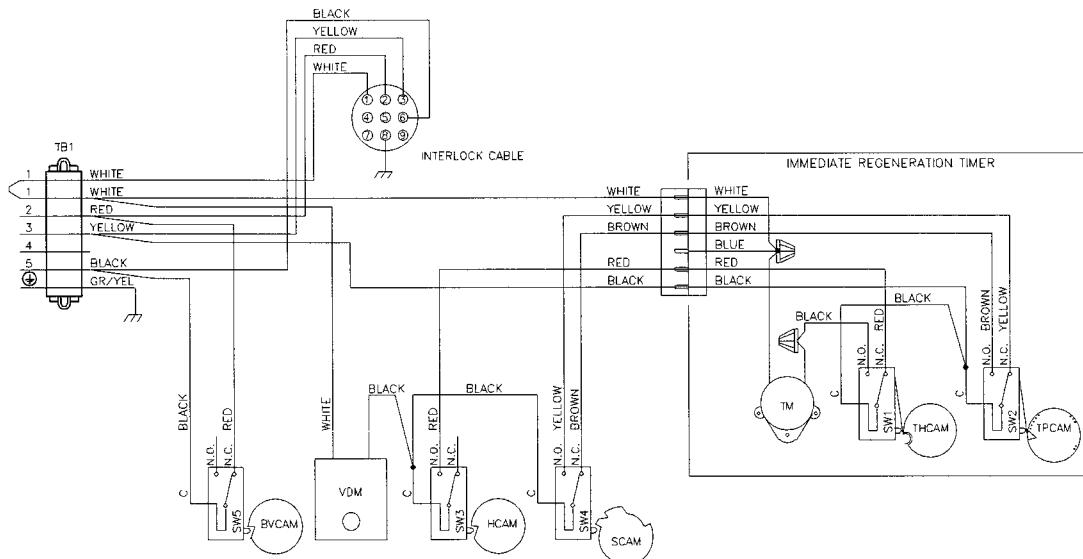 BLACK
YELLOW
RED
WHITE
1 2 3
4 5 6
7 8 9
INTERLOCK CABLE
TB1
1 WHITE
1 WHITE
2 RED
3 YELLOW
4
5 BLACK
GR/YEL
IMMEDIATE REGENERATION TIMER
WHITE WHITE
YELLOW YELLOW
BROWN BROWN
BLUE
RED RED
BLACK BLACK
BLACK
BLACK
RED
BROWN
YELLOW
N.O.
N.C.
N.O.
N.C.
C
C
TM
SW1
THCAM
SW2
TPCAM
BLACK
RED
WHITE
BLACK
RED
BLACK
YELLOW
BROWN
N.O.
N.C.
N.O.
N.C.
N.O.
N.C.
C
C
C
SW5
BVCAM
VDM
SW3
HCAM
SW4
SCAM